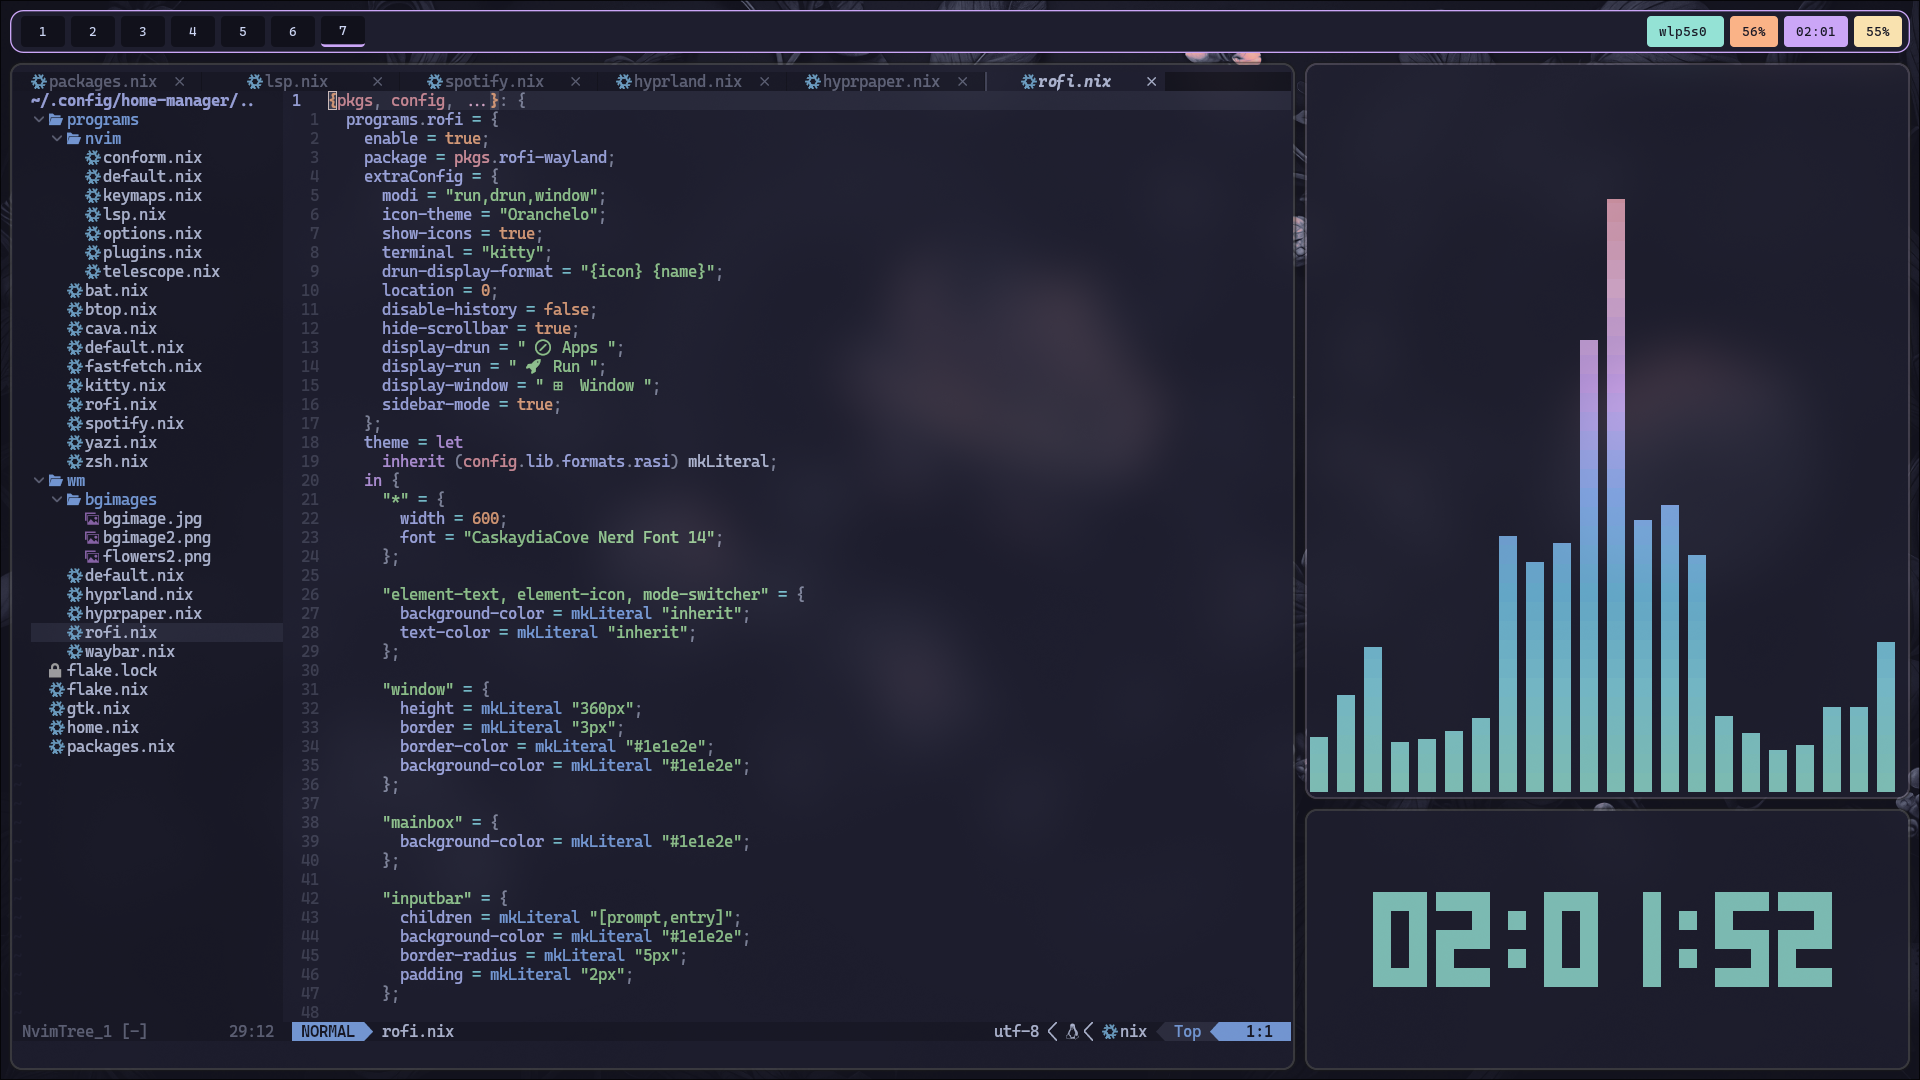 1 2 3 4 5 6 7 wlp5s0 56% 02:01 55%
packages.nix × lsp.nix × spotify.nix × hyprland.nix × hyprpaper.nix × rofi.nix ×
~/.config/home-manager/..
programs
nvim
conform.nix
default.nix
keymaps.nix
lsp.nix
options.nix
plugins.nix
telescope.nix
bat.nix
btop.nix
cava.nix
default.nix
fastfetch.nix
kitty.nix
rofi.nix
spotify.nix
yazi.nix
zsh.nix
wm
bgimages
bgimage.jpg
bgimage2.png
flowers2.png
default.nix
hyprland.nix
hyprpaper.nix
rofi.nix
waybar.nix
flake.lock
flake.nix
gtk.nix
home.nix
packages.nix
NvimTree_1 [-] 29:12
1 {pkgs, config, ...}: {
1 programs.rofi = {
2 enable = true;
3 package = pkgs.rofi-wayland;
4 extraConfig = {
5 modi = "run,drun,window";
6 icon-theme = "Oranchelo";
7 show-icons = true;
8 terminal = "kitty";
9 drun-display-format = "{icon} {name}";
10 location = 0;
11 disable-history = false;
12 hide-scrollbar = true;
13 display-drun = " Apps ";
14 display-run = " Run ";
15 display-window = " Window ";
16 sidebar-mode = true;
17 };
18 theme = let
19 inherit (config.lib.formats.rasi) mkLiteral;
20 in {
21 "*" = {
22 width = 600;
23 font = "CaskaydiaCove Nerd Font 14";
24 };
25
26 "element-text, element-icon, mode-switcher" = {
27 background-color = mkLiteral "inherit";
28 text-color = mkLiteral "inherit";
29 };
30
31 "window" = {
32 height = mkLiteral "360px";
33 border = mkLiteral "3px";
34 border-color = mkLiteral "#1e1e2e";
35 background-color = mkLiteral "#1e1e2e";
36 };
37
38 "mainbox" = {
39 background-color = mkLiteral "#1e1e2e";
40 };
41
42 "inputbar" = {
43 children = mkLiteral "[prompt,entry]";
44 background-color = mkLiteral "#1e1e2e";
45 border-radius = mkLiteral "5px";
46 padding = mkLiteral "2px";
47 };
48
NORMAL rofi.nix utf-8 < < nix Top 1:1
02:01:52